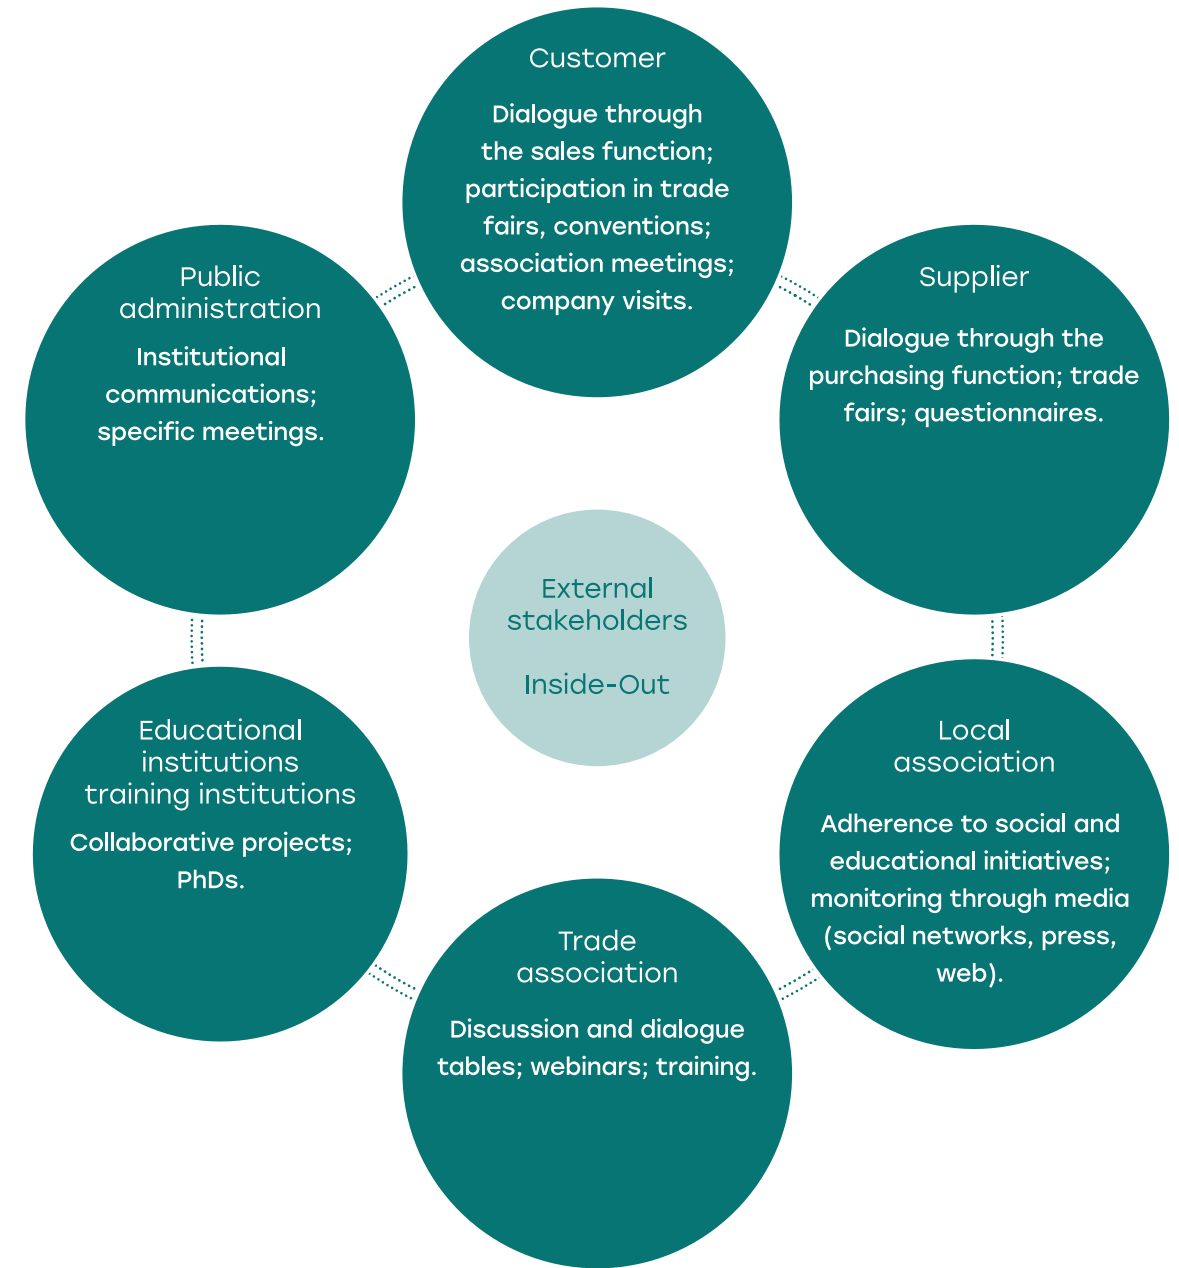 Customer
Dialogue through
the sales function;
participation in trade
fairs, conventions;
association meetings;
company visits.
Supplier
Dialogue through the
purchasing function; trade
fairs; questionnaires.
Local
association
Adherence to social and
educational initiatives;
monitoring through media
(social networks, press,
web).
Trade
association
Discussion and dialogue
tables; webinars; training.
Educational
institutions
training institutions
Collaborative projects;
PhDs.
Public
administration
Institutional
communications;
specific meetings.
External
stakeholders
Inside-Out